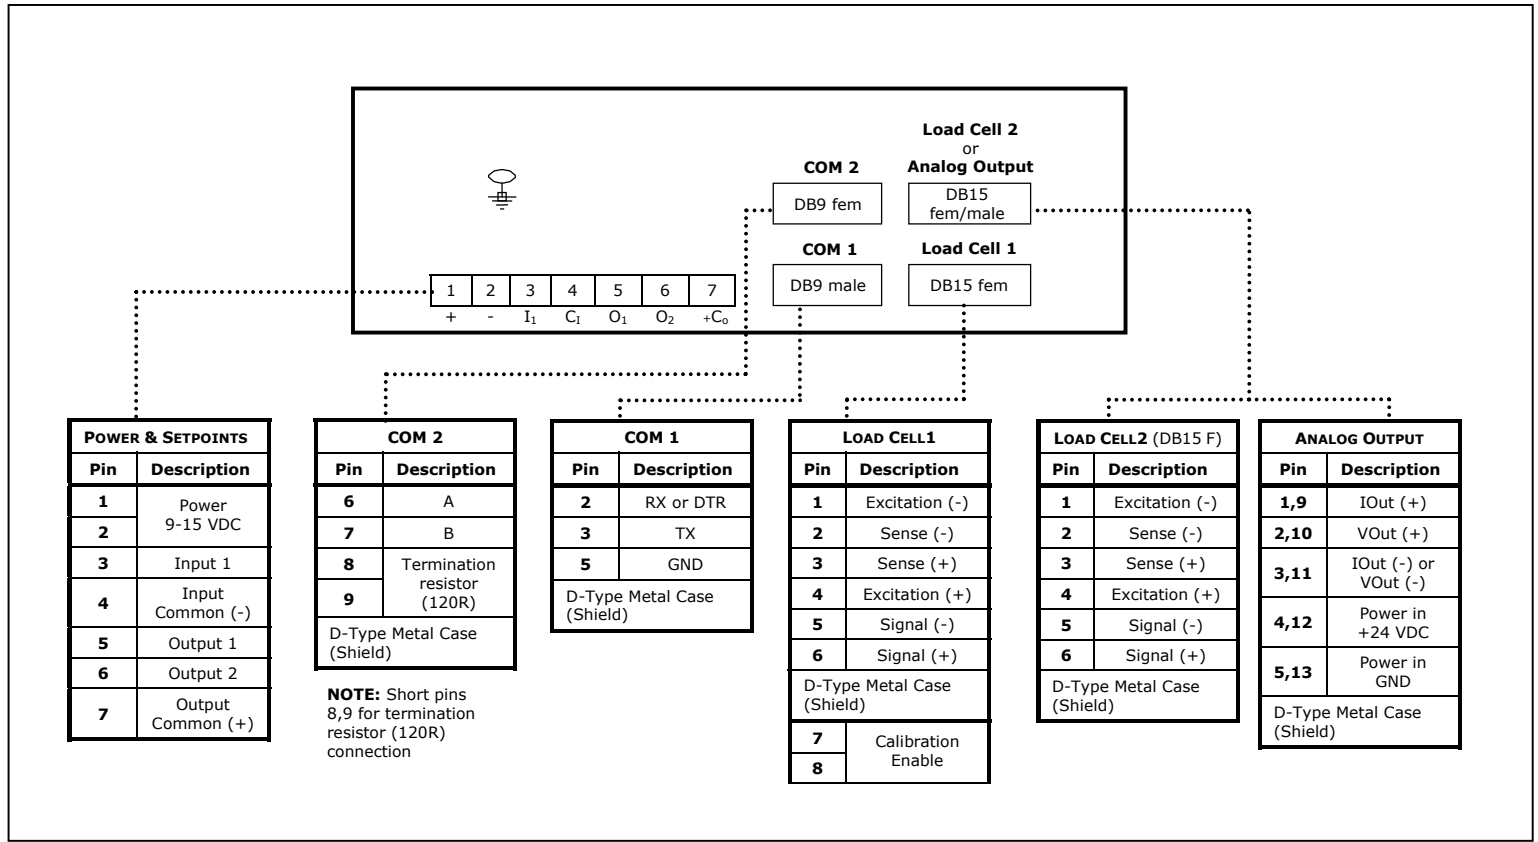 Load Cell 2
or
Analog Output
COM 2
DB9 fem
DB15
fem/male
COM 1
Load Cell 1
DB9 male
DB15 fem
1 2 3 4 5 6 7
+ - I1 CI O1 O2 +Co
POWER & SETPOINTS
Pin Description
1
2
Power
9-15 VDC
3 Input 1
4 Input
Common (-)
5 Output 1
6 Output 2
7 Output
Common (+)
COM 2
Pin Description
6 A
7 B
8
9
Termination
resistor
(120R)
D-Type Metal Case
(Shield)
NOTE: Short pins
8,9 for termination
resistor (120R)
connection
COM 1
Pin Description
2 RX or DTR
3 TX
5 GND
D-Type Metal Case
(Shield)
LOAD CELL1
Pin Description
1 Excitation (-)
2 Sense (-)
3 Sense (+)
4 Excitation (+)
5 Signal (-)
6 Signal (+)
D-Type Metal Case
(Shield)
7
8
Calibration
Enable
LOAD CELL2 (DB15 F)
Pin Description
1 Excitation (-)
2 Sense (-)
3 Sense (+)
4 Excitation (+)
5 Signal (-)
6 Signal (+)
D-Type Metal Case
(Shield)
ANALOG OUTPUT
Pin Description
1,9 IOut (+)
2,10 VOut (+)
3,11 IOut (-) or
VOut (-)
4,12 Power in
+24 VDC
5,13 Power in
GND
D-Type Metal Case
(Shield)